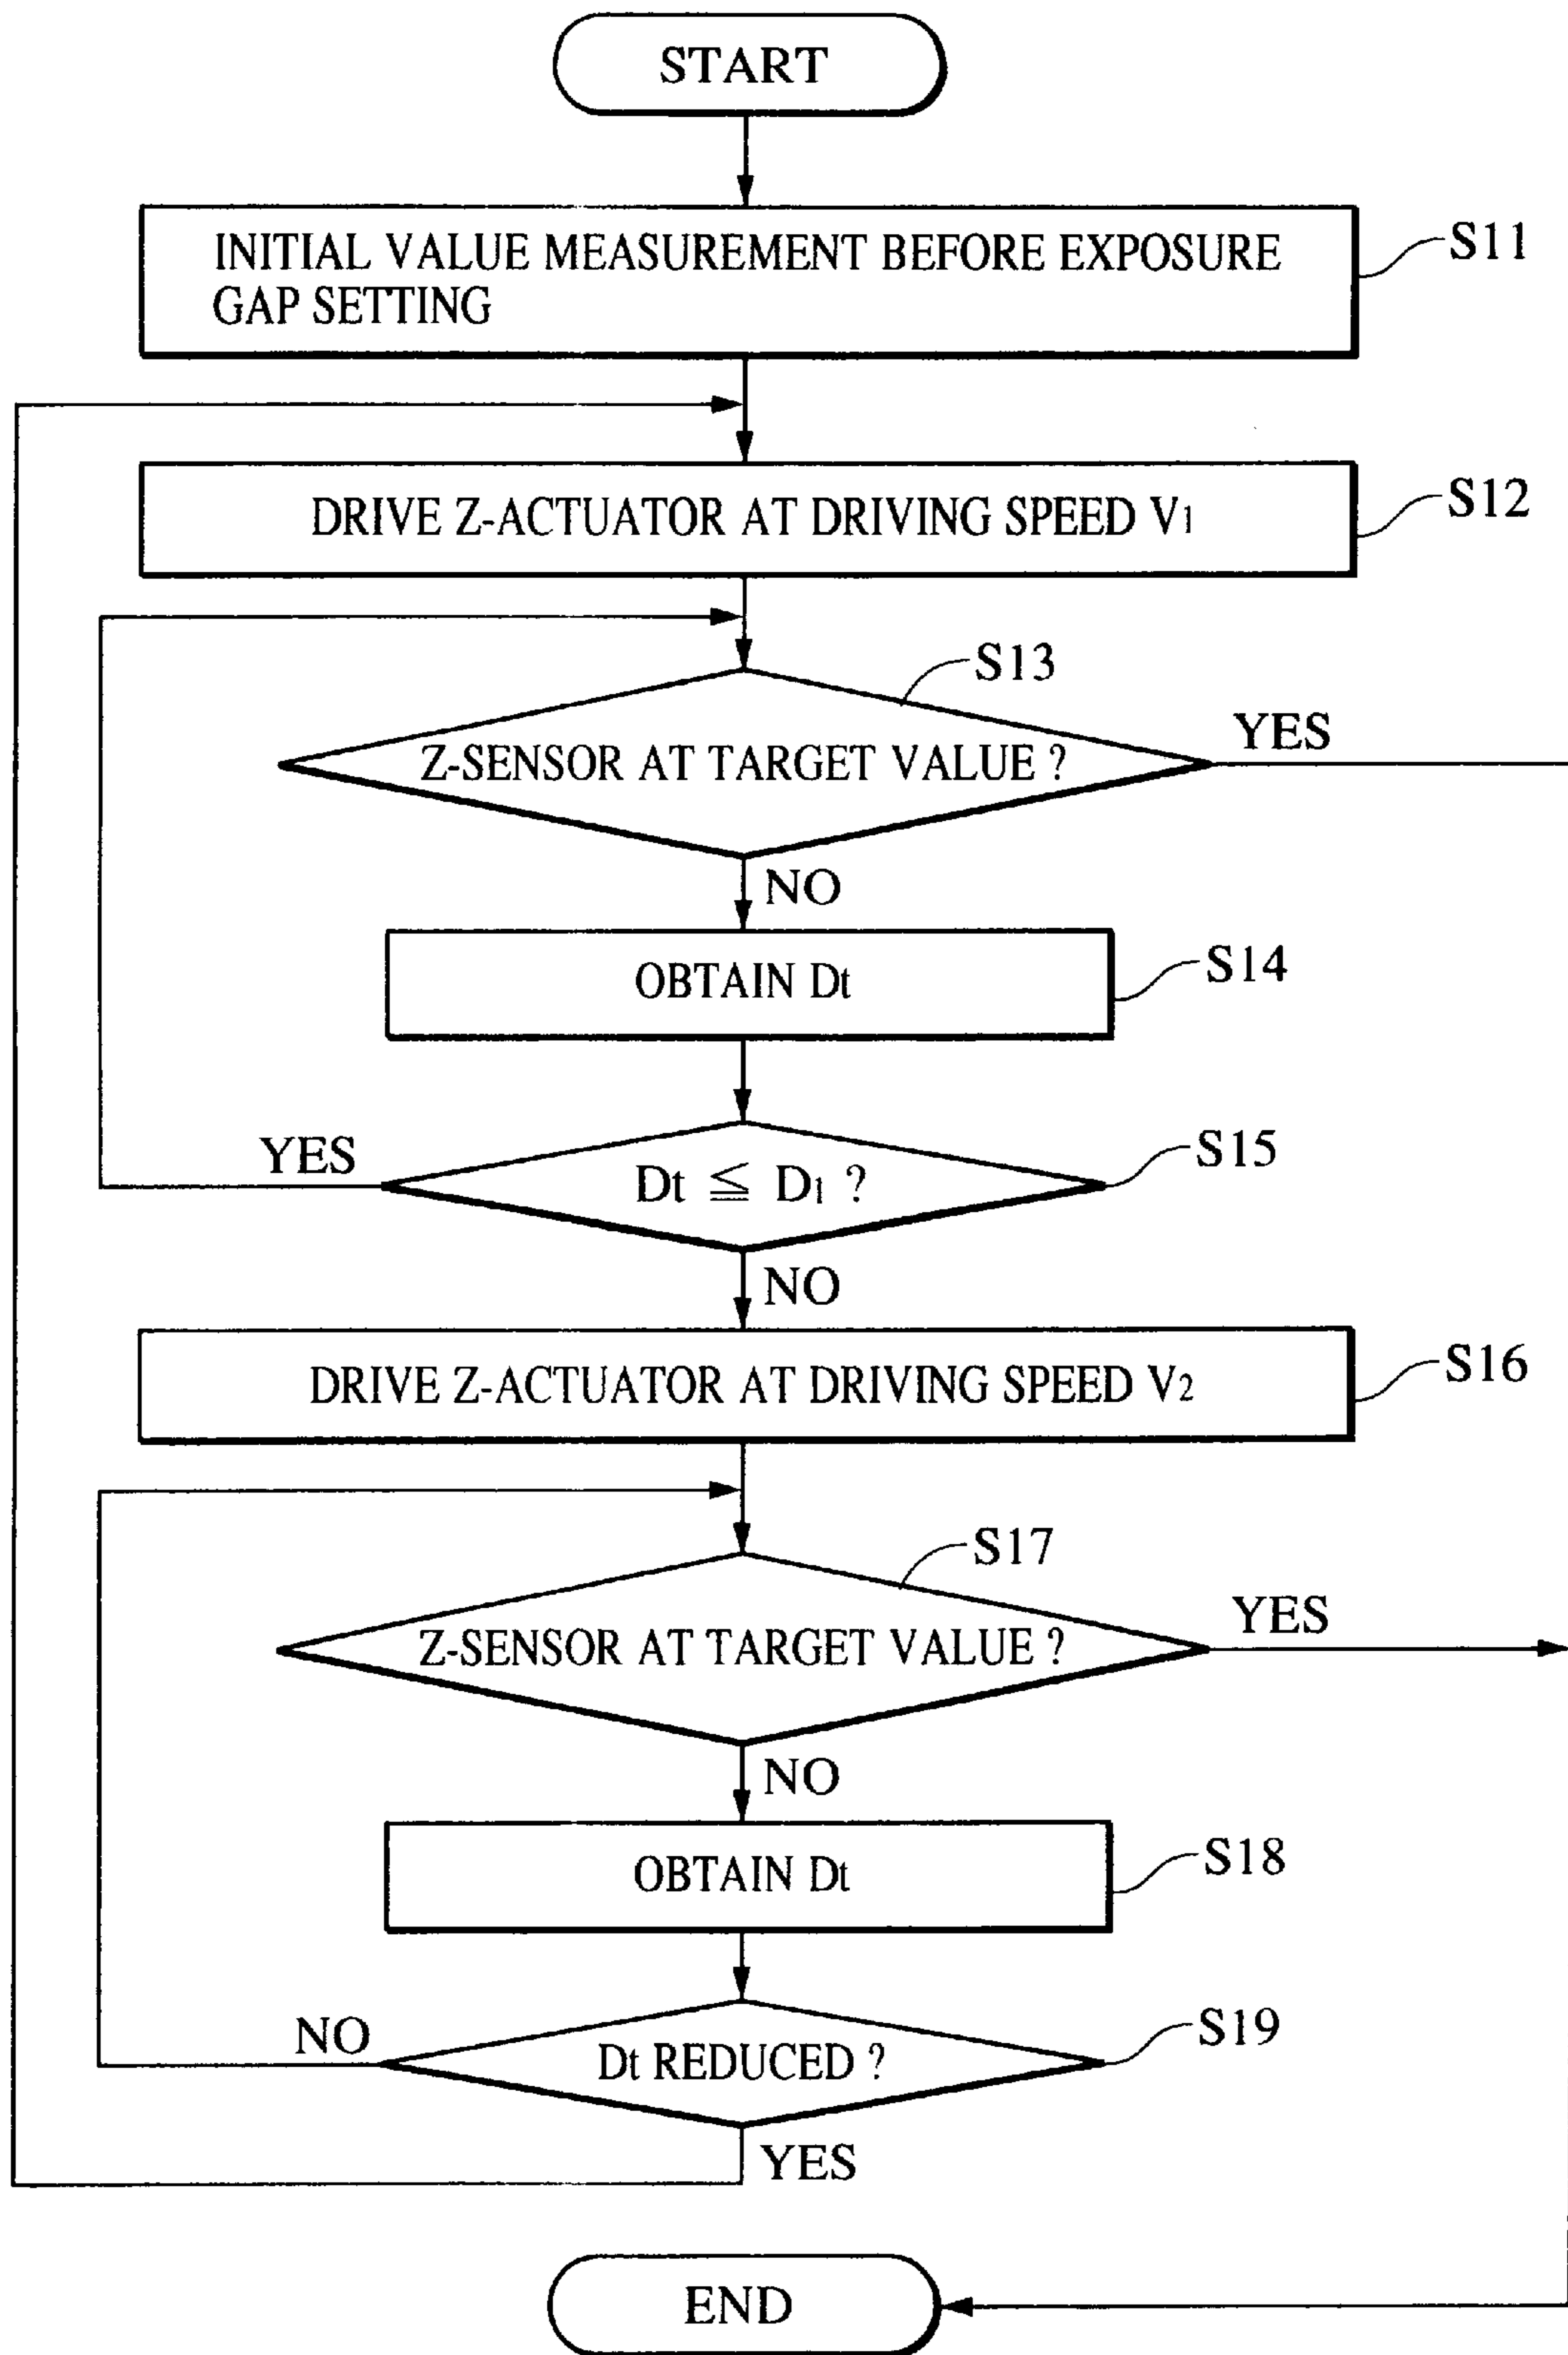 START
INITIAL VALUE MEASUREMENT BEFORE EXPOSURE
GAP SETTING
S11
DRIVE Z-ACTUATOR AT DRIVING SPEED V1
S12
S13
Z-SENSOR AT TARGET VALUE ?
YES
NO
OBTAIN Dt
S14
YES
Dt ≦ D1 ?
S15
NO
DRIVE Z-ACTUATOR AT DRIVING SPEED V2
S16
S17
Z-SENSOR AT TARGET VALUE ?
YES
NO
OBTAIN Dt
S18
NO
Dt REDUCED ?
S19
YES
END